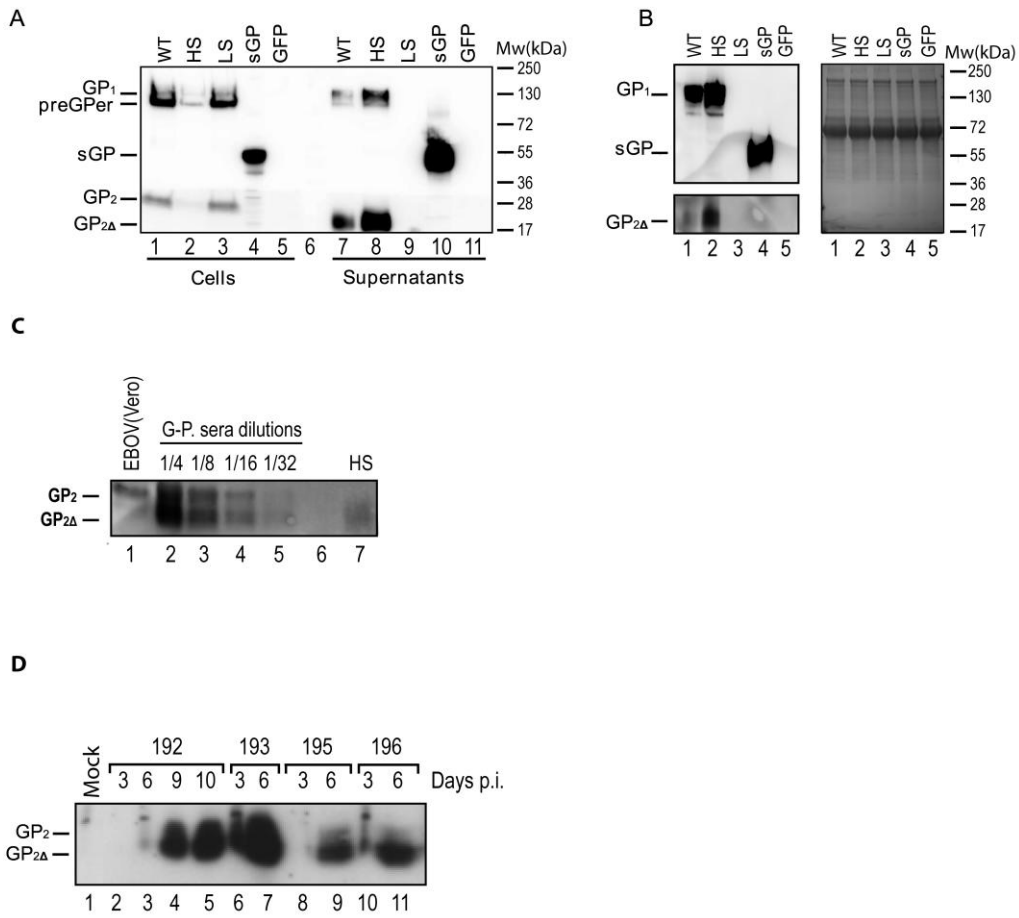 A
WT HS LS sGP GFP WT HS LS sGP GFP Mw(kDa)
GP1
preGPer
sGP
GP2
GP2Δ
250
130
72
55
36
28
17
1 2 3 4 5 6 7 8 9 10 11
Cells Supernatants
B
WT HS LS sGP GFP WT HS LS sGP GFP Mw(kDa)
GP1
sGP
GP2Δ
250
130
72
55
36
28
17
1 2 3 4 5 1 2 3 4 5
C
EBOV(Vero)
G-P. sera dilutions
1/4 1/8 1/16 1/32 HS
GP2
GP2Δ
1 2 3 4 5 6 7
D
Mock
192 193 195 196
3 6 9 10 3 6 3 6 3 6 Days p.i.
GP2
GP2Δ
1 2 3 4 5 6 7 8 9 10 11